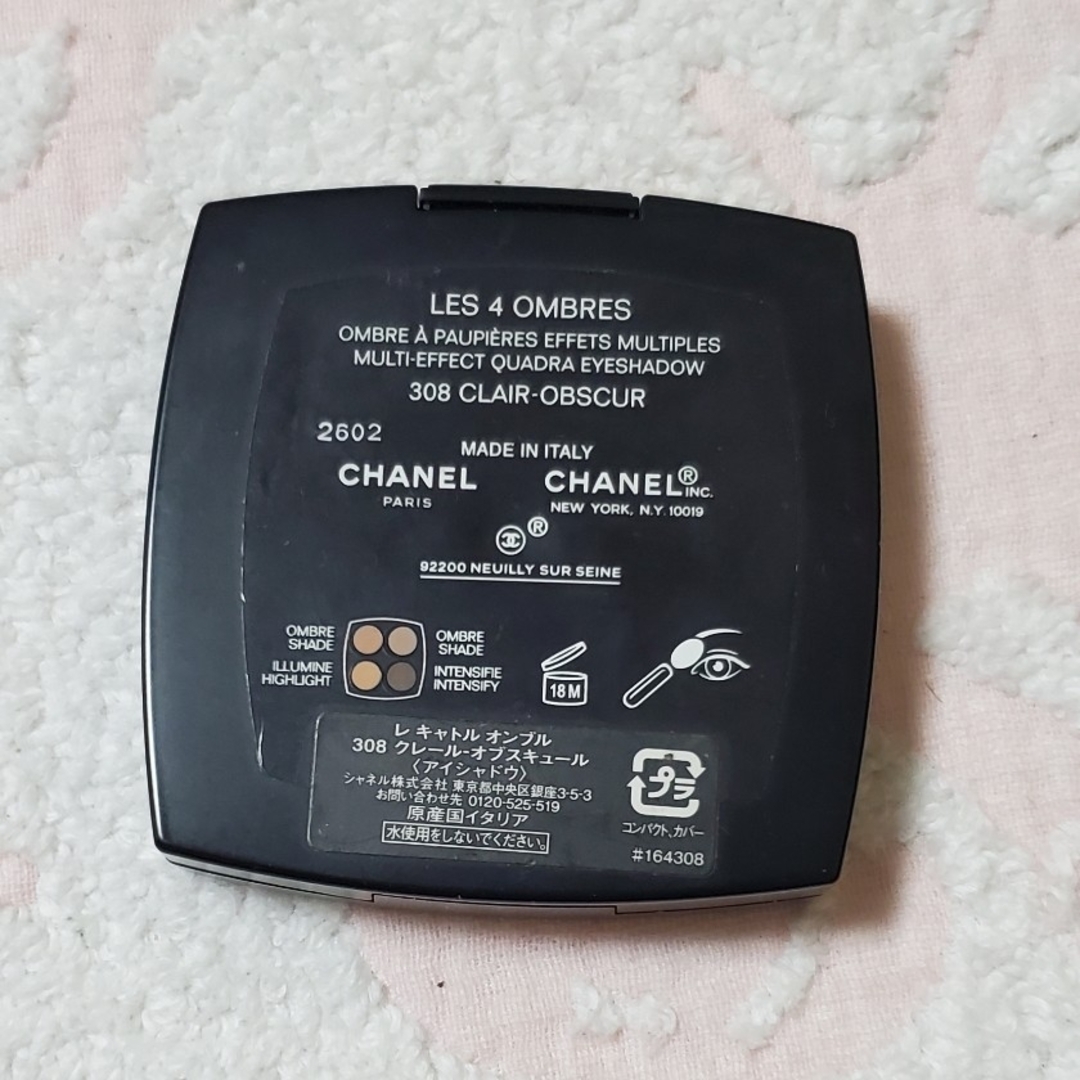 LES 4 OMBRES
OMBRE À PAUPIÈRES EFFETS MULTIPLES
MULTI-EFFECT QUADRA EYESHADOW
308 CLAIR-OBSCUR
2602
MADE IN ITALY
CHANEL
PARIS
CHANEL® INC.
NEW YORK, N.Y. 10019
®
92200 NEUILLY SUR SEINE
OMBRE
SHADE
OMBRE
SHADE
ILLUMINE
HIGHLIGHT
INTENSIFIE
INTENSIFY
18M
レ キャトル オンブル
308 クレール-オプスキュール
〈アイシャドウ〉
シャネル株式会社 東京都中央区銀座3-5-3
お問い合わせ先 0120-525-519
原産国イタリア
水使用をしないでください。
プラ
コンパクト、カバー
#164308